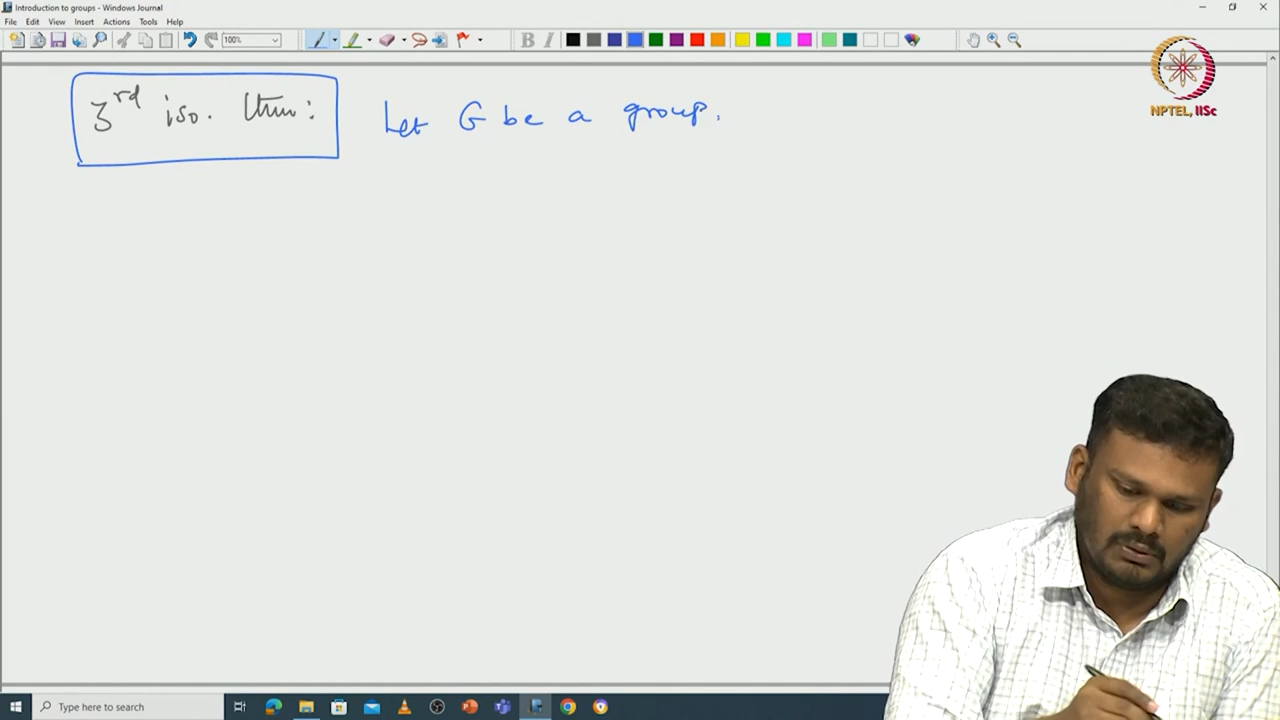 Introduction to groups - Windows Journal
File Edit View Insert Actions Tools Help
100%
B I
NPTEL, IISc
3rd iso. thm: Let G be a group.
Type here to search